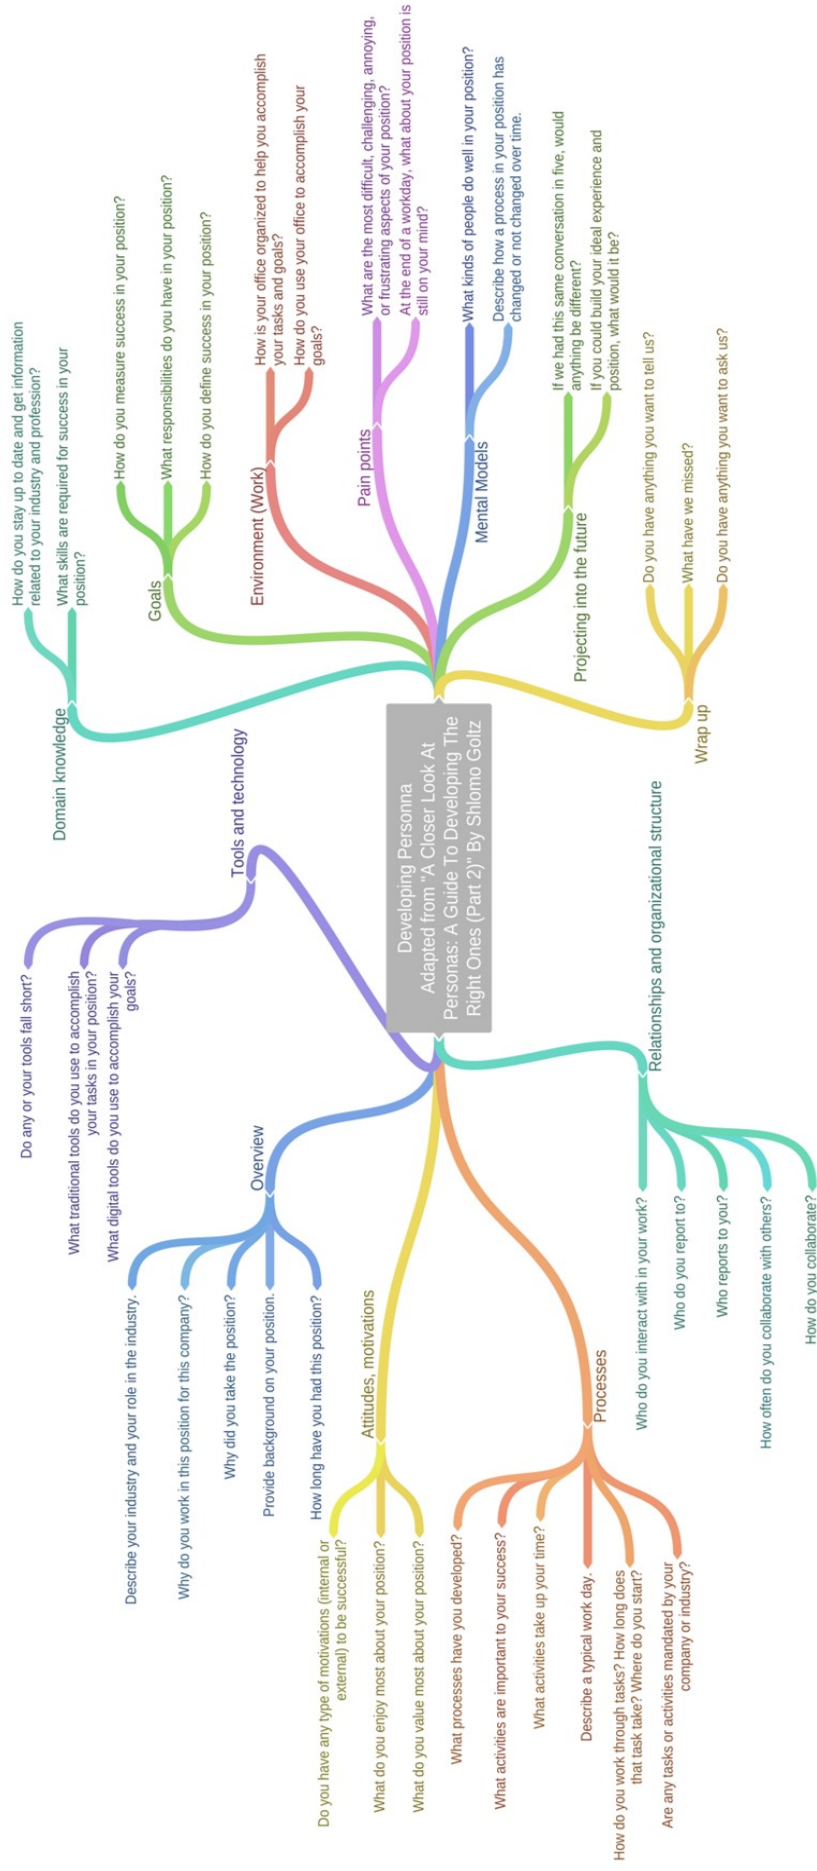 Developing Personna
Adapted from "A Closer Look At
Personas: A Guide To Developing The
Right Ones (Part 2)" By Shlomo Goltz
Domain knowledge
How do you stay up to date and get information
related to your industry and profession?
What skills are required for success in your
position?
Goals
How do you measure success in your position?
What responsibilities do you have in your position?
How do you define success in your position?
Environment (Work)
How is your office organized to help you accomplish
your tasks and goals?
How do you use your office to accomplish your
goals?
Pain points
What are the most difficult, challenging, annoying,
or frustrating aspects of your position?
At the end of a workday, what about your position is
still on your mind?
Mental Models
What kinds of people do well in your position?
Describe how a process in your position has
changed or not changed over time.
Projecting into the future
If we had this same conversation in five, would
anything be different?
If you could build your ideal experience and
position, what would it be?
Wrap up
Do you have anything you want to tell us?
What have we missed?
Do you have anything you want to ask us?
Tools and technology
Do any or your tools fall short?
What traditional tools do you use to accomplish
your tasks in your position?
What digital tools do you use to accomplish your
goals?
Overview
Describe your industry and your role in the industry.
Why do you work in this position for this company?
Why did you take the position?
Provide background on your position.
How long have you had this position?
Attitudes, motivations
Do you have any type of motivations (internal or
external) to be successful?
What do you enjoy most about your position?
What do you value most about your position?
Processes
What processes have you developed?
What activities are important to your success?
What activities take up your time?
Describe a typical work day.
How do you work through tasks? How long does
that task take? Where do you start?
Are any tasks or activities mandated by your
company or industry?
Relationships and organizational structure
Who do you interact with in your work?
Who do you report to?
Who reports to you?
How often do you collaborate with others?
How do you collaborate?